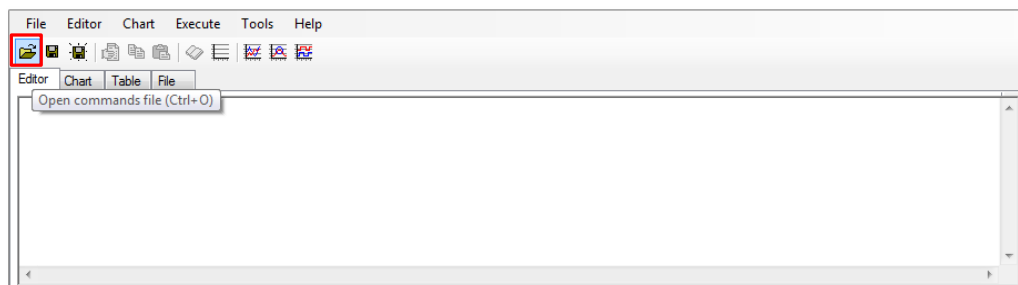 File Editor Chart Execute Tools Help
Editor Chart Table File
Open commands file (Ctrl+O)